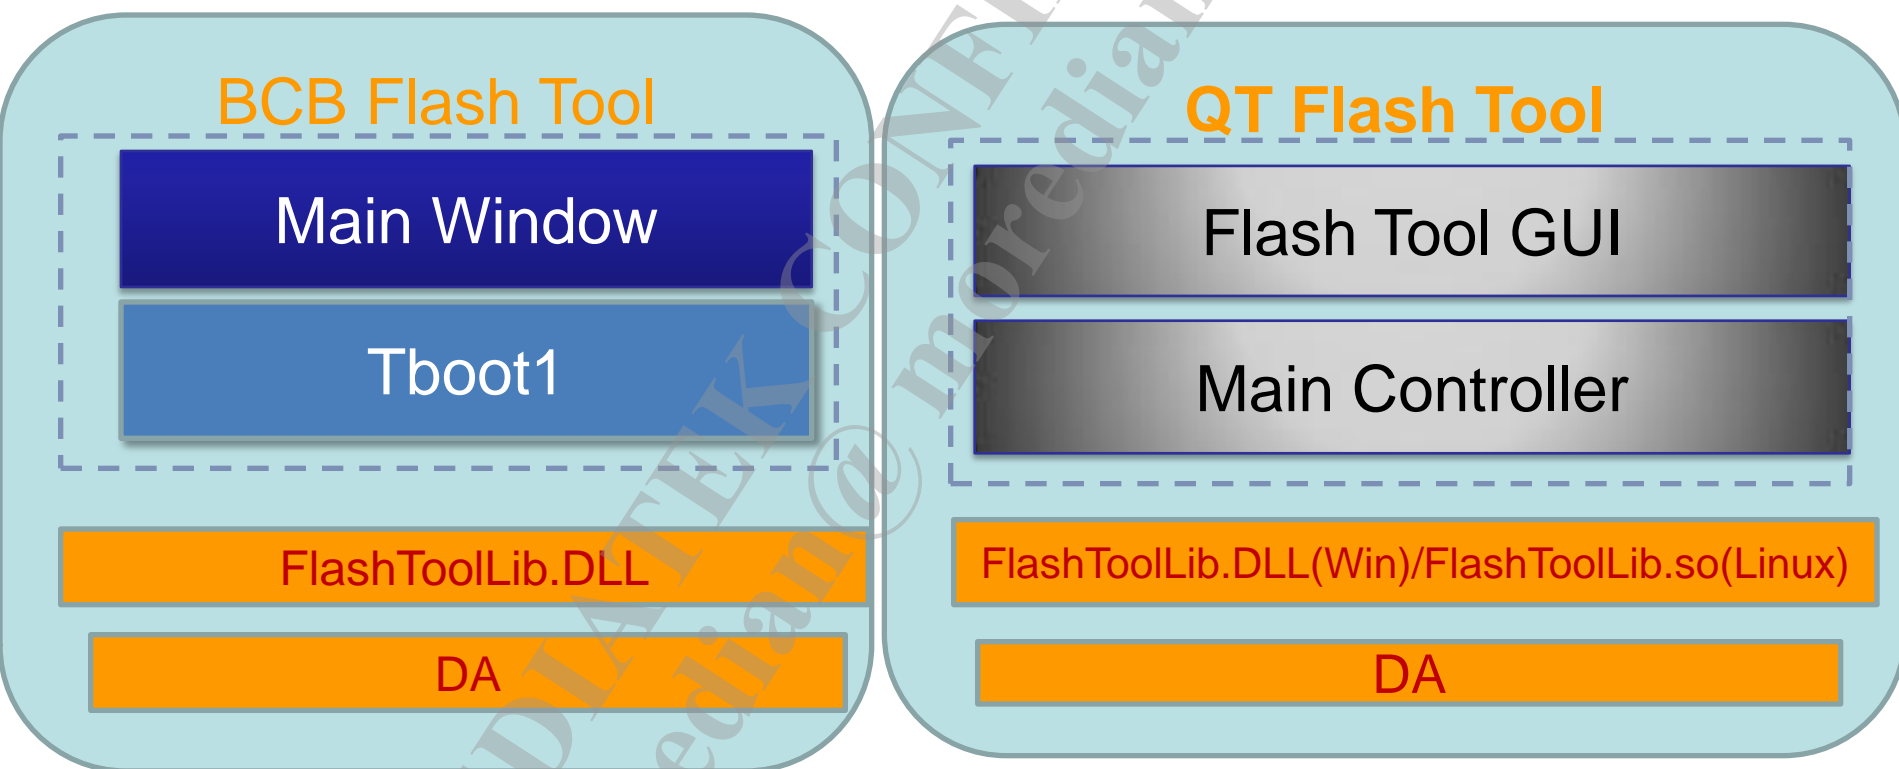 BCB Flash Tool
Main Window
Tboot1
FlashToolLib.DLL
DA
QT Flash Tool
Flash Tool GUI
Main Controller
FlashToolLib.DLL(Win)/FlashToolLib.so(Linux)
DA